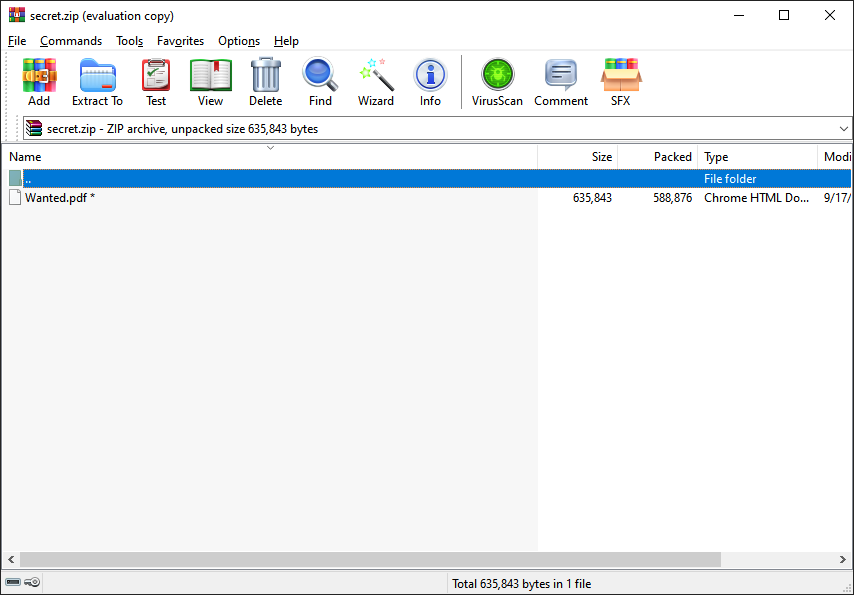 secret.zip (evaluation copy)
File Commands Tools Favorites Options Help
Add Extract To Test View Delete Find Wizard Info VirusScan Comment SFX
secret.zip - ZIP archive, unpacked size 635,843 bytes
Name Size Packed Type Modi
.. File folder
Wanted.pdf * 635,843 588,876 Chrome HTML Do... 9/17/
Total 635,843 bytes in 1 file